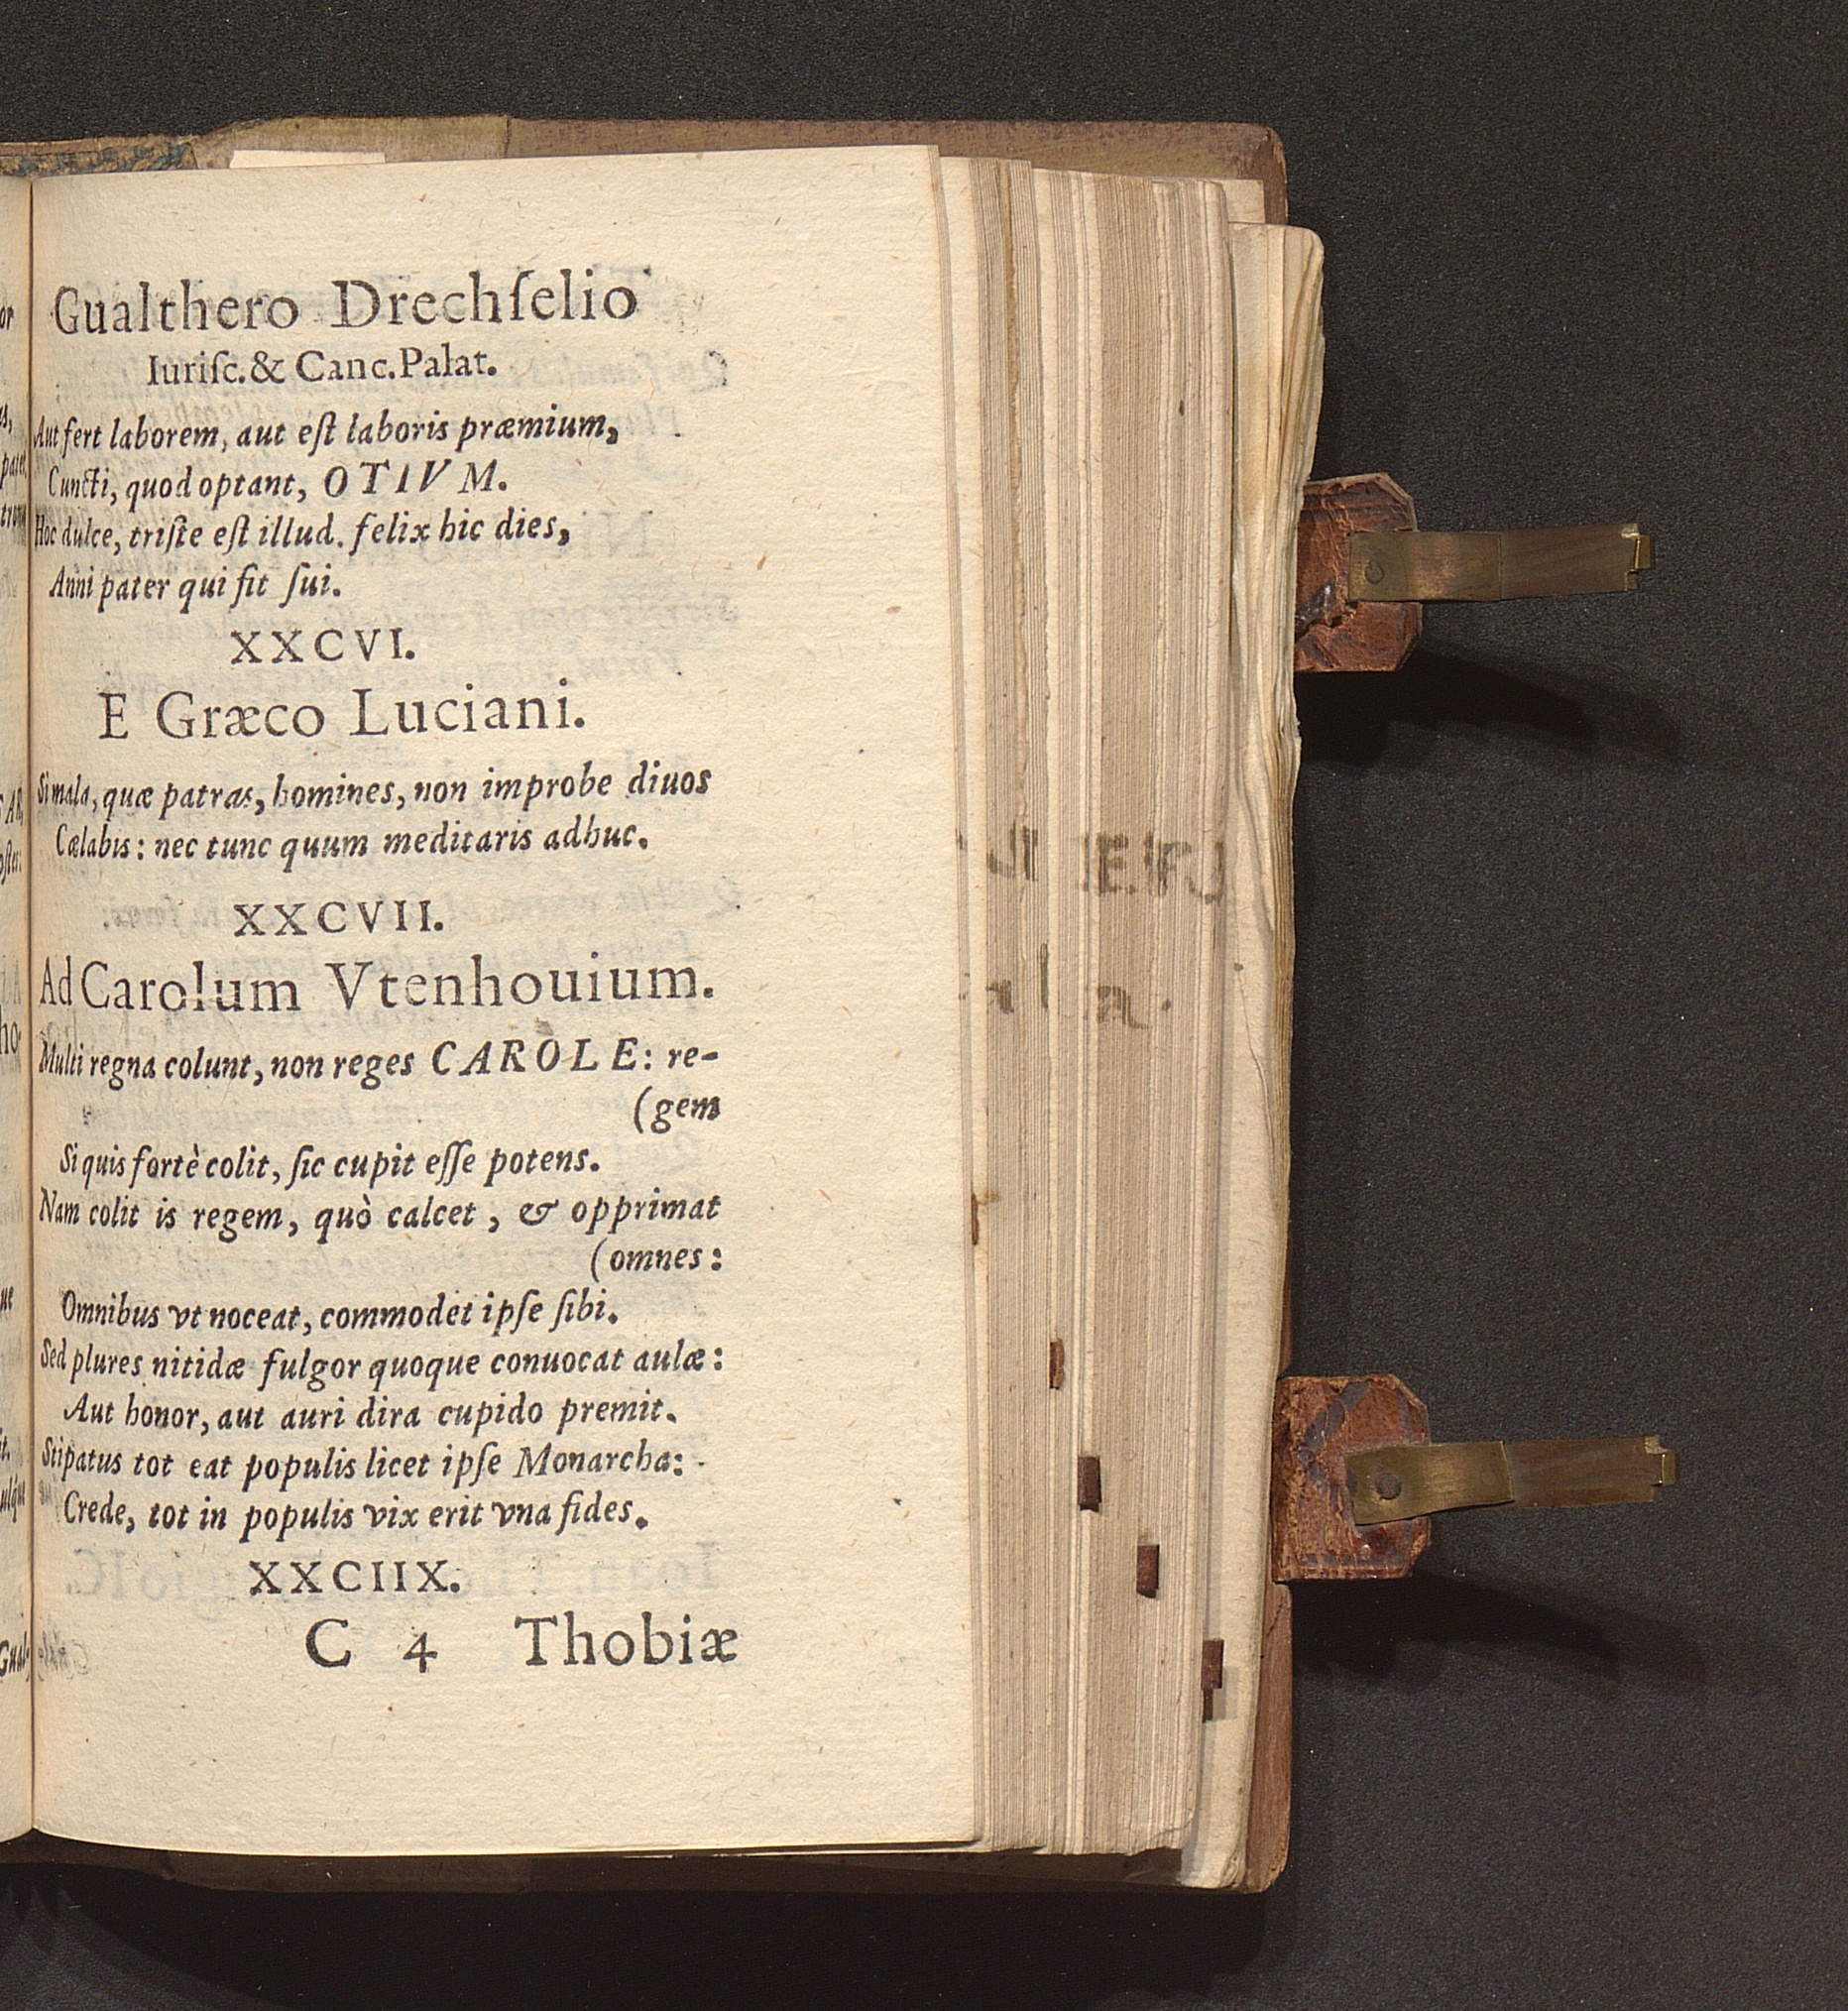 Gualthero Drechſelio
Iuriſc. & Canc. Palat.
Aut fert laborem, aut eſt laboris præmium,
Cuncti, quod optant, OTIVM.
Hoc dulce, triſte eſt illud. felix hic dies,
Anni pater qui fit ſui.
XXCVI.
E Græco Luciani.
Si mala, quæ patras, homines, non improbe diuos
Cælabis: nec tunc quum meditaris adhuc.
XXCVII.
Ad Carolum Vtenhouium.
Multi regna colunt, non reges CAROLE: re-
(gem
Si quis fortè colit, ſic cupit eſſe potens.
Nam colit is regem, quò calcet, & opprimat
(omnes:
Omnibus vt noceat, commodet ipſe ſibi.
Sed plures nitidæ fulgor quoque conuocat aulæ:
Aut honor, aut auri dira cupido premit.
Stipatus tot eat populis licet ipſe Monarcha:
Crede, tot in populis vix erit vna fides.
XXCIIX.
C 4 Thobiæ